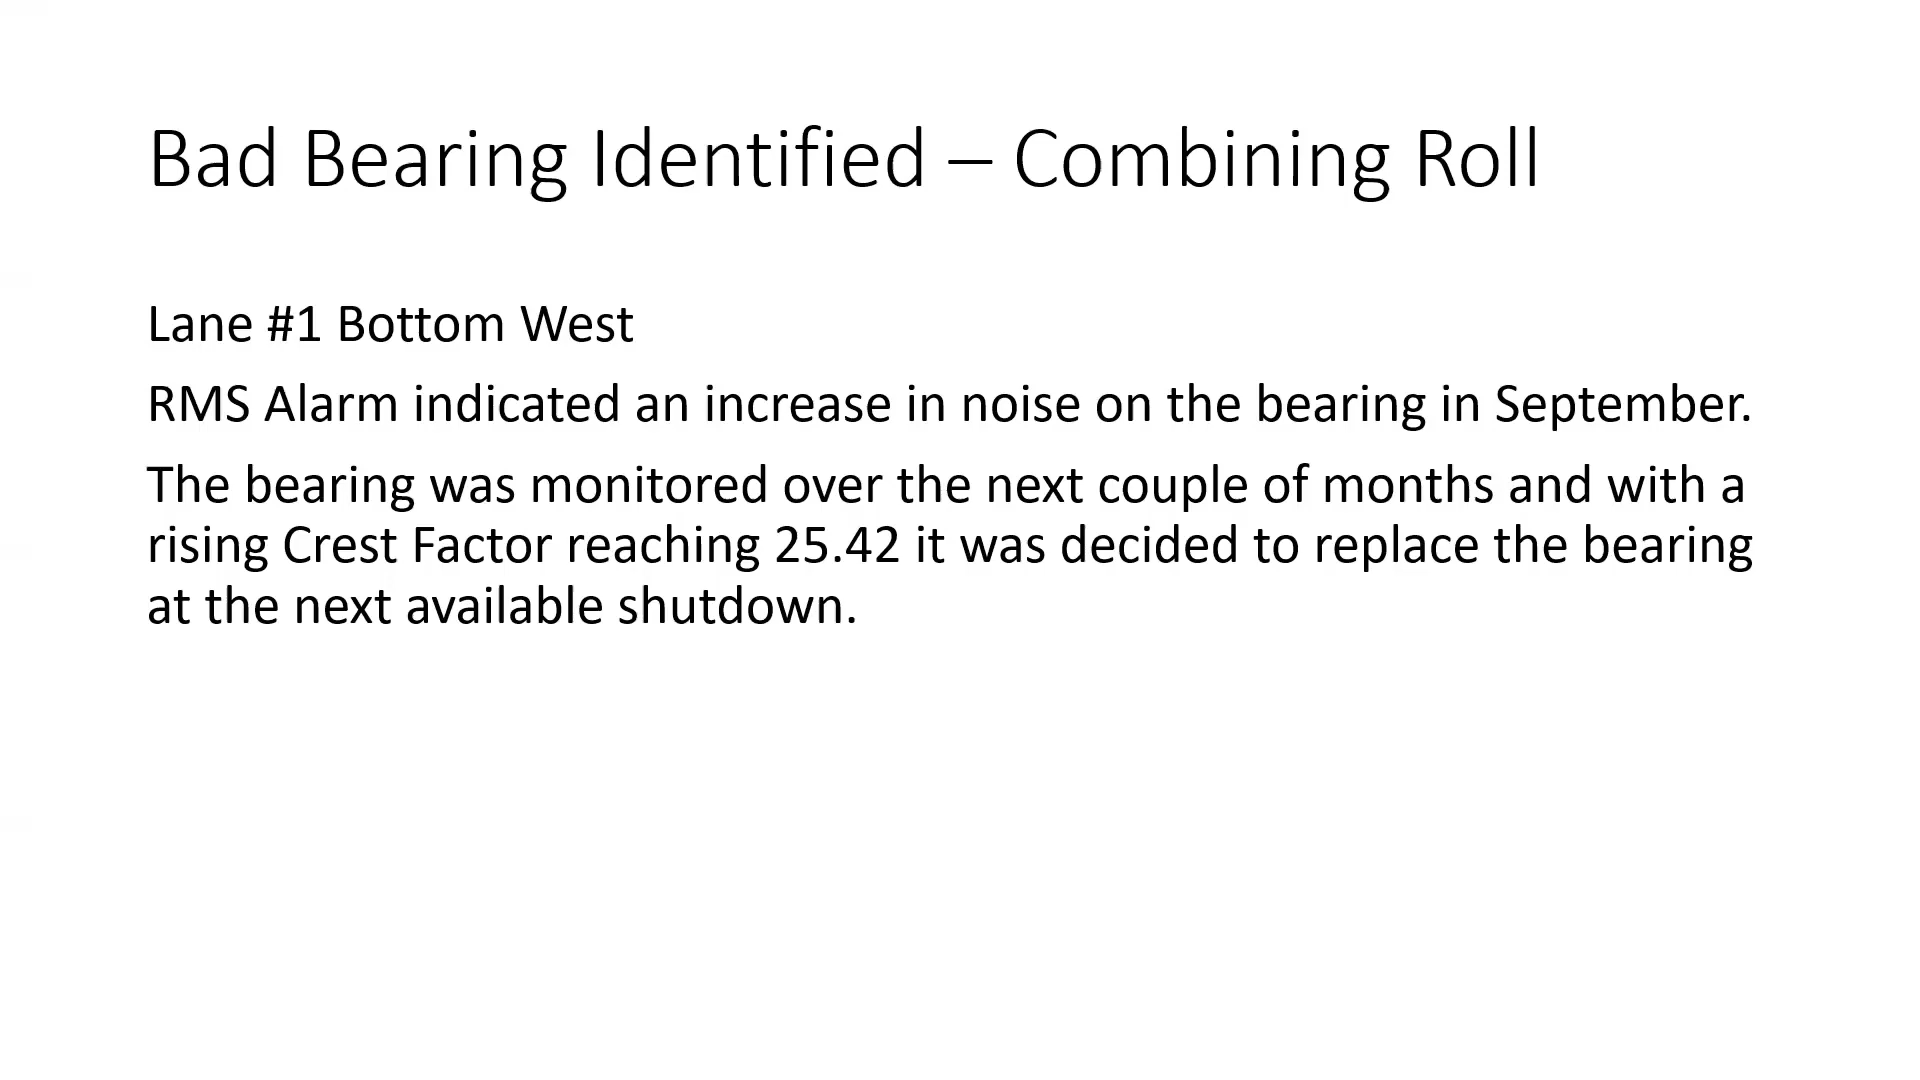 Bad Bearing Identified – Combining Roll
Lane #1 Bottom West
RMS Alarm indicated an increase in noise on the bearing in September.
The bearing was monitored over the next couple of months and with a
rising Crest Factor reaching 25.42 it was decided to replace the bearing
at the next available shutdown.